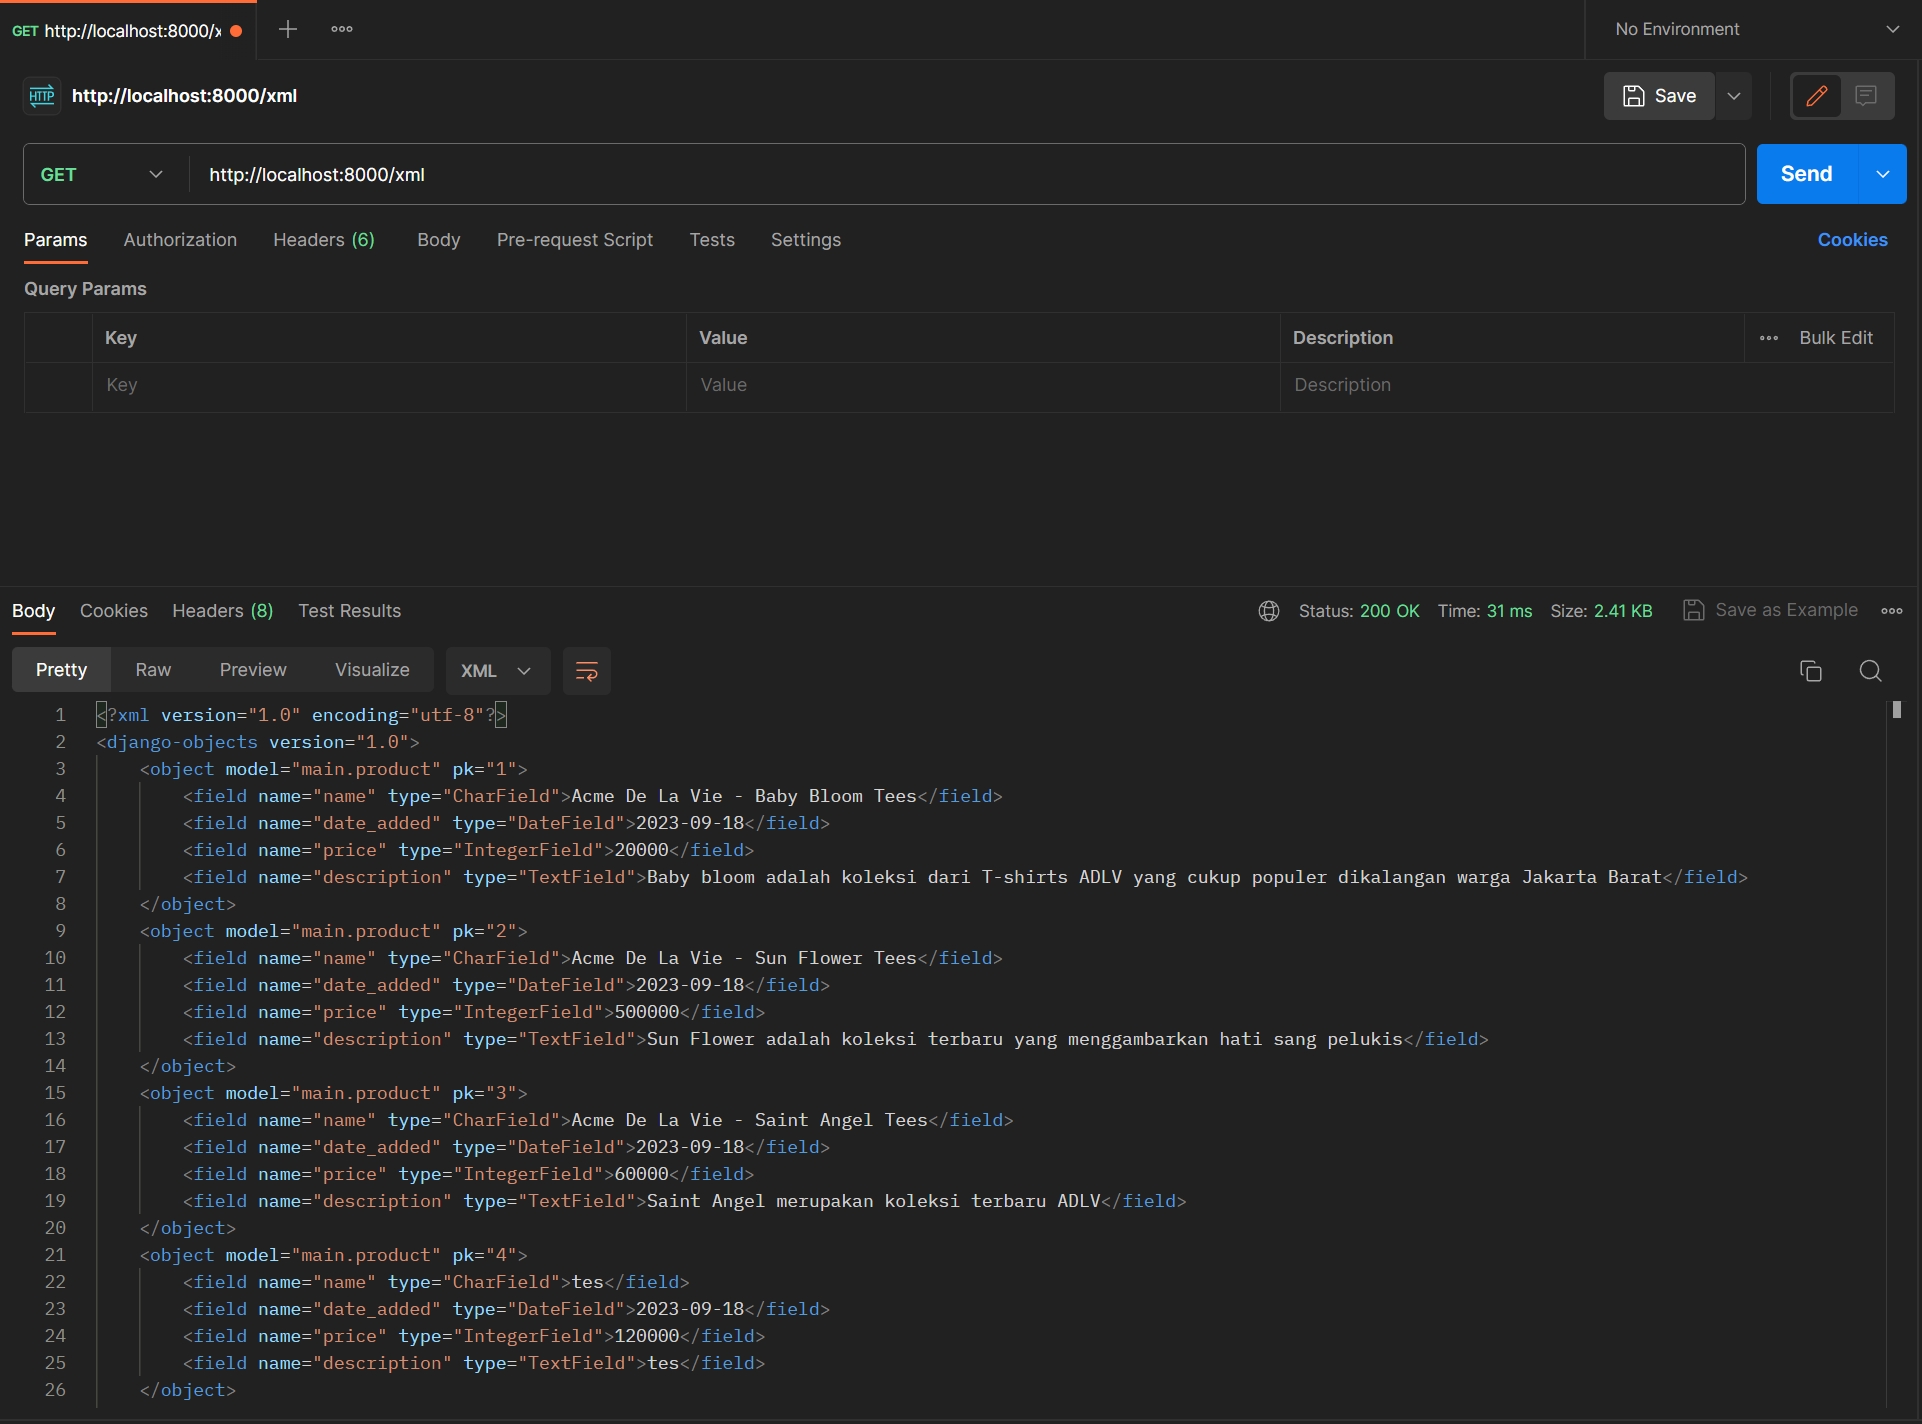 GET http://localhost:8000/x
No Environment
HTTP http://localhost:8000/xml
Save
GET http://localhost:8000/xml
Send
Params Authorization Headers (6) Body Pre-request Script Tests Settings Cookies
Query Params
Key Value Description Bulk Edit
Key Value Description
Body Cookies Headers (8) Test Results Status: 200 OK Time: 31 ms Size: 2.41 KB Save as Example
Pretty Raw Preview Visualize XML
1 <?xml version="1.0" encoding="utf-8"?>
2 <django-objects version="1.0">
3 <object model="main.product" pk="1">
4 <field name="name" type="CharField">Acme De La Vie - Baby Bloom Tees</field>
5 <field name="date_added" type="DateField">2023-09-18</field>
6 <field name="price" type="IntegerField">20000</field>
7 <field name="description" type="TextField">Baby bloom adalah koleksi dari T-shirts ADLV yang cukup populer dikalangan warga Jakarta Barat</field>
8 </object>
9 <object model="main.product" pk="2">
10 <field name="name" type="CharField">Acme De La Vie - Sun Flower Tees</field>
11 <field name="date_added" type="DateField">2023-09-18</field>
12 <field name="price" type="IntegerField">500000</field>
13 <field name="description" type="TextField">Sun Flower adalah koleksi terbaru yang menggambarkan hati sang pelukis</field>
14 </object>
15 <object model="main.product" pk="3">
16 <field name="name" type="CharField">Acme De La Vie - Saint Angel Tees</field>
17 <field name="date_added" type="DateField">2023-09-18</field>
18 <field name="price" type="IntegerField">60000</field>
19 <field name="description" type="TextField">Saint Angel merupakan koleksi terbaru ADLV</field>
20 </object>
21 <object model="main.product" pk="4">
22 <field name="name" type="CharField">tes</field>
23 <field name="date_added" type="DateField">2023-09-18</field>
24 <field name="price" type="IntegerField">120000</field>
25 <field name="description" type="TextField">tes</field>
26 </object>